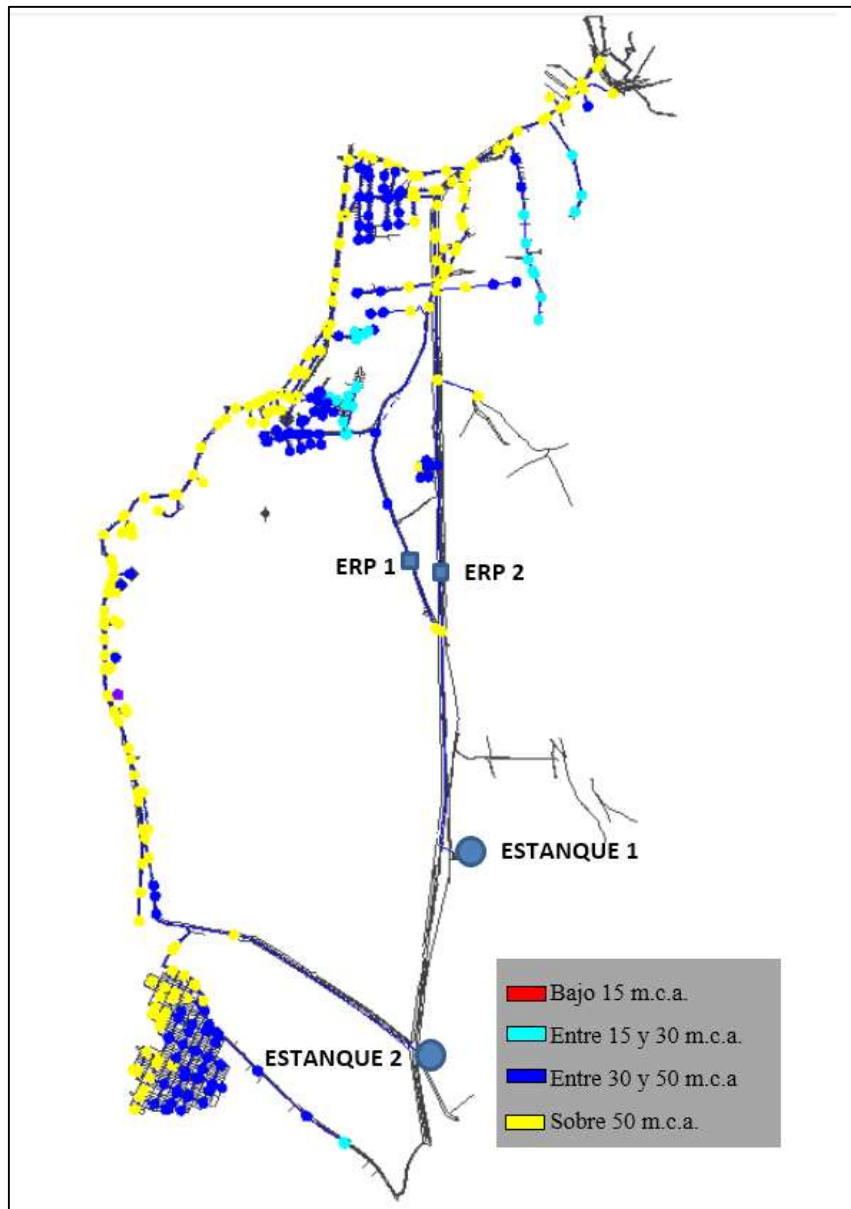 ERP 1
ERP 2
ESTANQUE 1
ESTANQUE 2
Bajo 15 m.c.a.
Entre 15 y 30 m.c.a.
Entre 30 y 50 m.c.a
Sobre 50 m.c.a.